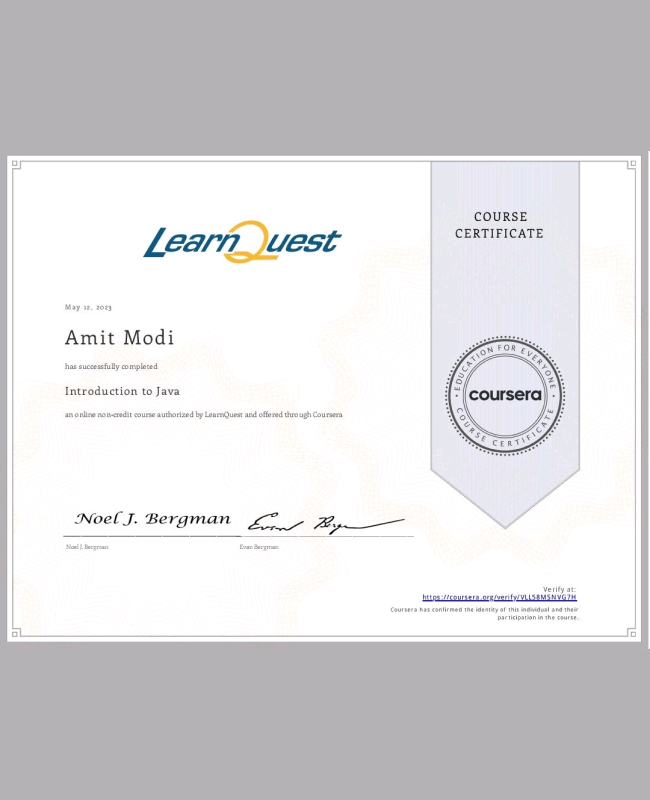 LearnQuest
COURSE
CERTIFICATE
May 12, 2023
Amit Modi
has successfully completed
Introduction to Java
an online non-credit course authorized by LearnQuest and offered through Coursera
EDUCATION FOR EVERYONE
coursera
COURSE CERTIFICATE
Noel J. Bergman
Evan Bergman
Noel J. Bergman
Evan Bergman
Verify at:
https://coursera.org/verify/VLL58MSNVG7H
Coursera has confirmed the identity of this individual and their
participation in the course.